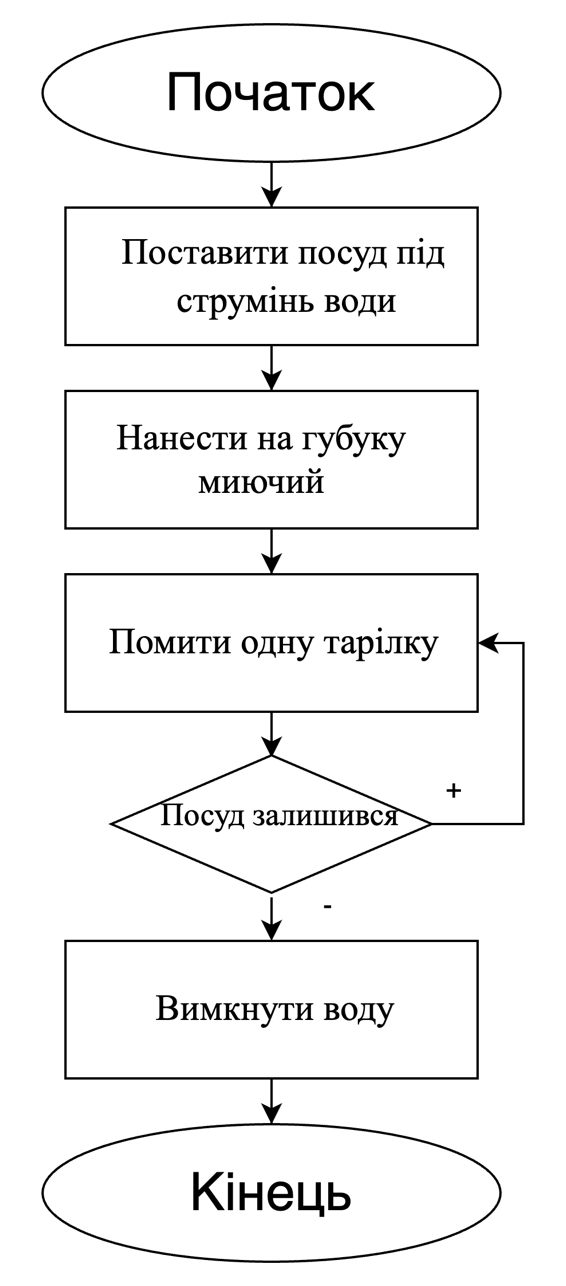 Початок
Поставити посуд під
струмінь води
Нанести на губуку
миючий
Помити одну тарілку
Посуд залишився
+
-
Вимкнути воду
Кінець